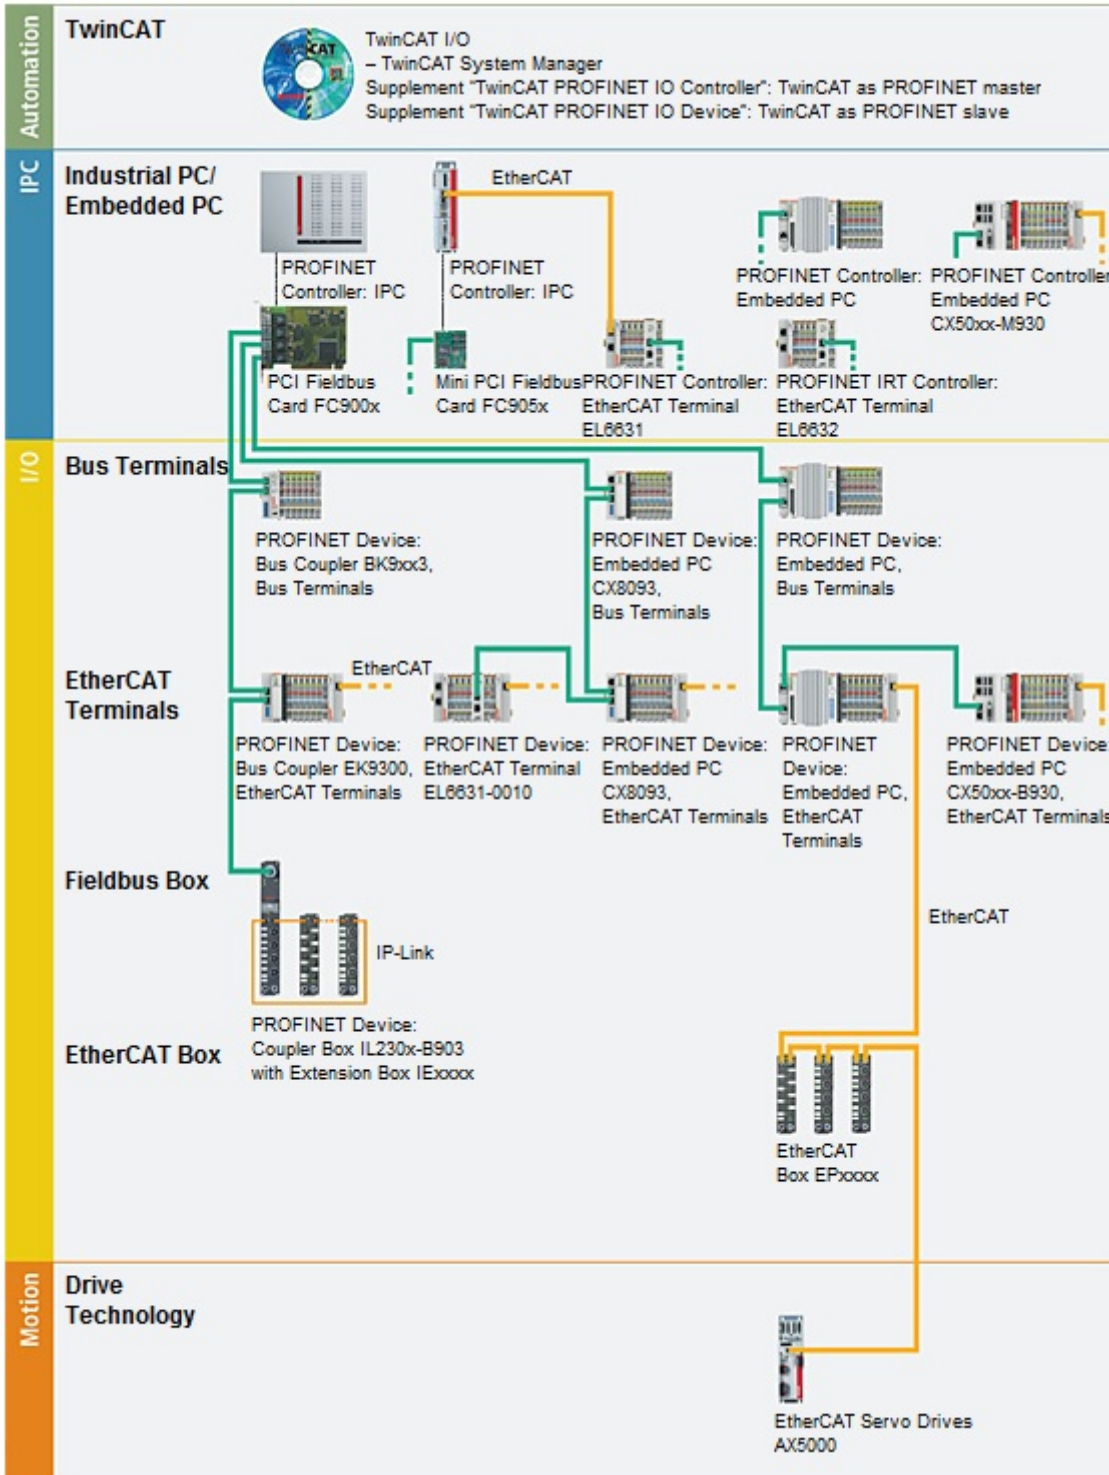 Automation
TwinCAT
TwinCAT
TwinCAT I/O
– TwinCAT System Manager
Supplement "TwinCAT PROFINET IO Controller": TwinCAT as PROFINET master
Supplement "TwinCAT PROFINET IO Device": TwinCAT as PROFINET slave
IPC
Industrial PC/
Embedded PC
EtherCAT
PROFINET
Controller: IPC
PROFINET
Controller: IPC
PROFINET Controller:
Embedded PC
PROFINET Controller
Embedded PC
CX50xx-M930
PCI Fieldbus
Card FC900x
Mini PCI Fieldbus
Card FC905x
PROFINET Controller:
EtherCAT Terminal
EL6631
PROFINET IRT Controller:
EtherCAT Terminal
EL6632
I/O
Bus Terminals
PROFINET Device:
Bus Coupler BK9xx3,
Bus Terminals
PROFINET Device:
Embedded PC
CX8093,
Bus Terminals
PROFINET Device:
Embedded PC,
Bus Terminals
EtherCAT
Terminals
EtherCAT
PROFINET Device:
Bus Coupler EK9300,
EtherCAT Terminals
PROFINET Device:
EtherCAT Terminal
EL6631-0010
PROFINET Device:
Embedded PC
CX8093,
EtherCAT Terminals
PROFINET
Device:
Embedded PC,
EtherCAT
Terminals
PROFINET Device:
Embedded PC
CX50xx-B930,
EtherCAT Terminals
Fieldbus Box
IP-Link
EtherCAT
PROFINET Device:
Coupler Box IL230x-B903
with Extension Box IExxxx
EtherCAT Box
EtherCAT
Box EPxxxx
Motion
Drive
Technology
EtherCAT Servo Drives
AX5000